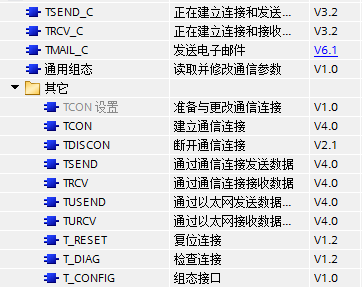 TSEND_C 正在建立连接和发送... V3.2
TRCV_C 正在建立连接和接收... V3.2
TMAIL_C 发送电子邮件 V6.1
通用组态 读取并修改通信参数 V1.0
其它
TCON 设置 准备与更改通信连接 V1.0
TCON 建立通信连接 V4.0
TDISCON 断开通信连接 V2.1
TSEND 通过通信连接发送数据 V4.0
TRCV 通过通信连接接收数据 V4.0
TUSEND 通过以太网发送数据... V4.0
TURCV 通过以太网接收数据... V4.0
T_RESET 复位连接 V1.2
T_DIAG 检查连接 V1.2
T_CONFIG 组态接口 V1.0